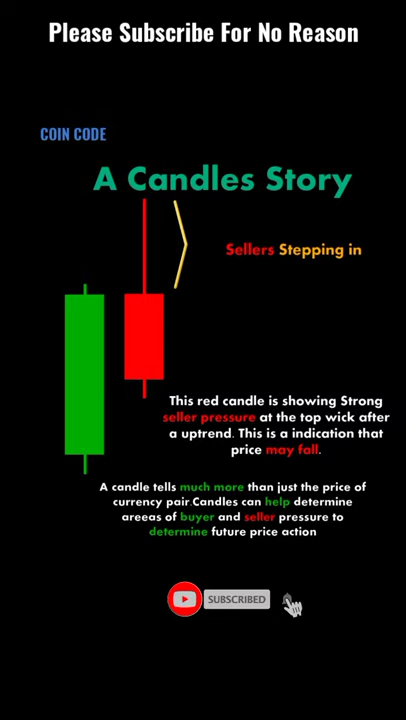 Please Subscribe For No Reason
COIN CODE
A Candles Story
Sellers Stepping in
This red candle is showing Strong
seller pressure at the top wick after
a uptrend. This is a indication that
price may fall.
A candle tells much more than just the price of
currency pair.Candles can help determine
areeas of buyer and seller pressure to
determine future price action
SUBSCRIBED